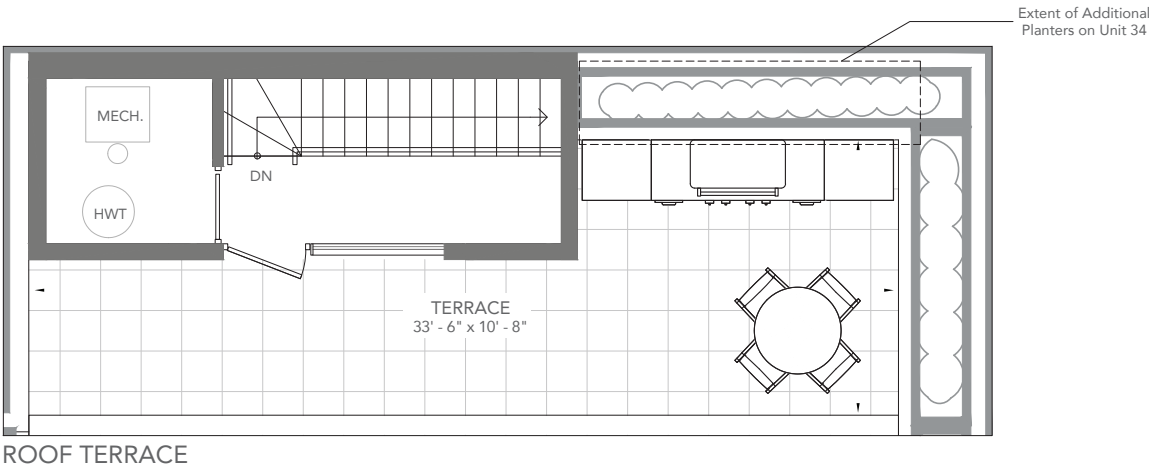 Extent of Additional
Planters on Unit 34
MECH.
DN
HWT
TERRACE
33' - 6" x 10' - 8"
ROOF TERRACE